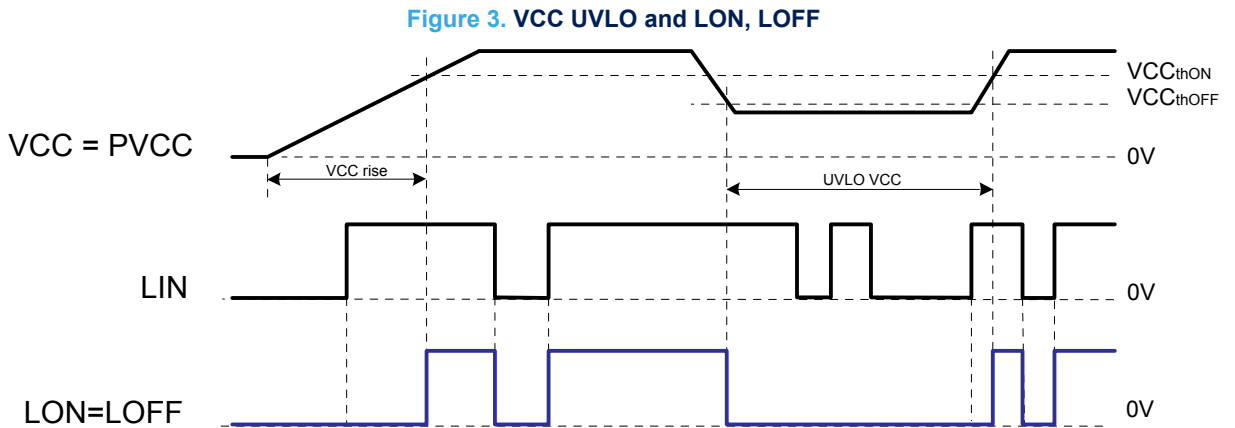 Figure 3. VCC UVLO and LON, LOFF
VCCthON
VCCthOFF
VCC = PVCC
0V
VCC rise
UVLO VCC
LIN
0V
LON=LOFF
0V